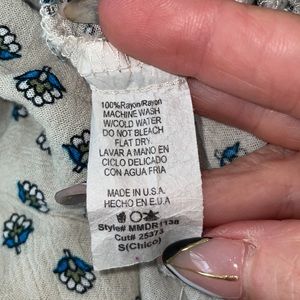 100%Rayon/Rayon
MACHINE WASH
W/COLD WATER
DO NOT BLEACH
FLAT DRY.
LAVAR A MANO EN
CICLO DELICADO
CON AGUA FRIA
MADE IN U.S.A.
HECHO EN E.U.A
Style# MMDR1138
Cut# 25373
S(Chico)